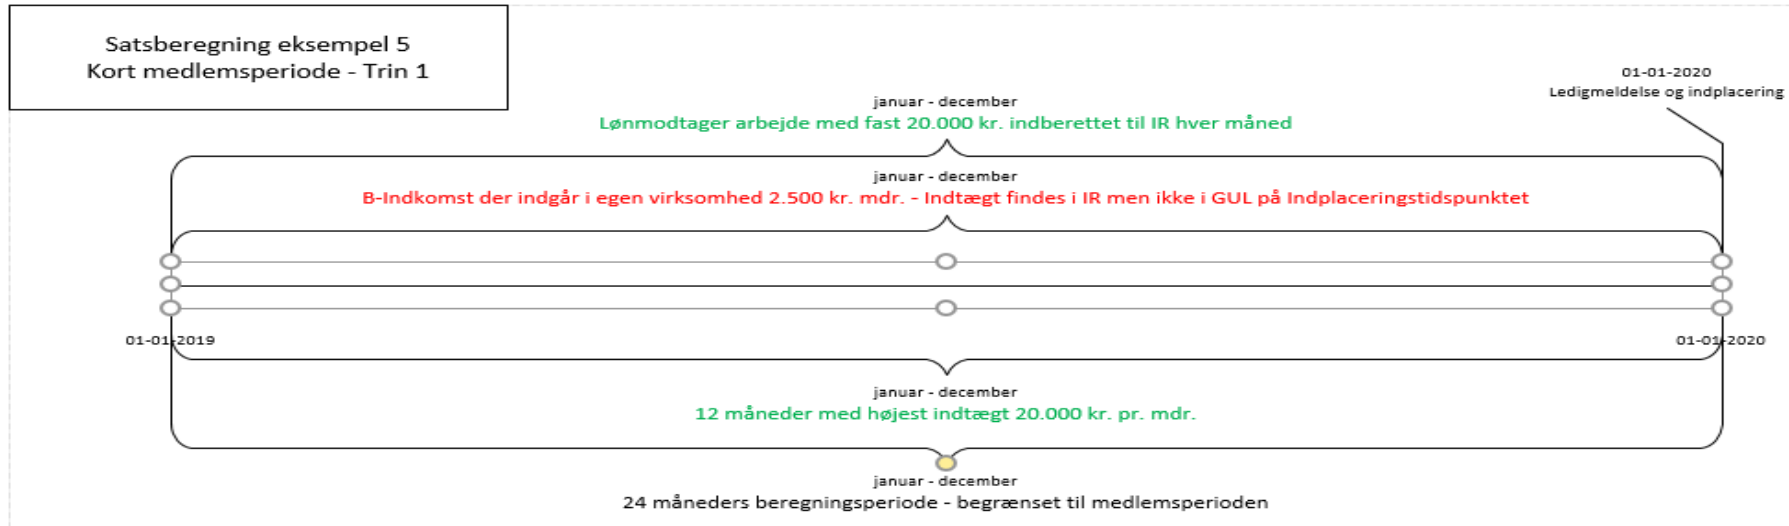 Satsberegning eksempel 5
Kort medlemsperiode - Trin 1
01-01-2020
Ledigmeldelse og indplacering
januar - december
Lønmodtager arbejde med fast 20.000 kr. indberettet til IR hver måned
januar - december
B-Indkomst der indgår i egen virksomhed 2.500 kr. mdr. - Indtægt findes i IR men ikke i GUL på Indplaceringstidspunktet
01-01-2019
01-01-2020
januar - december
12 måneder med højest indtægt 20.000 kr. pr. mdr.
januar - december
24 måneders beregningsperiode - begrænset til medlemsperioden